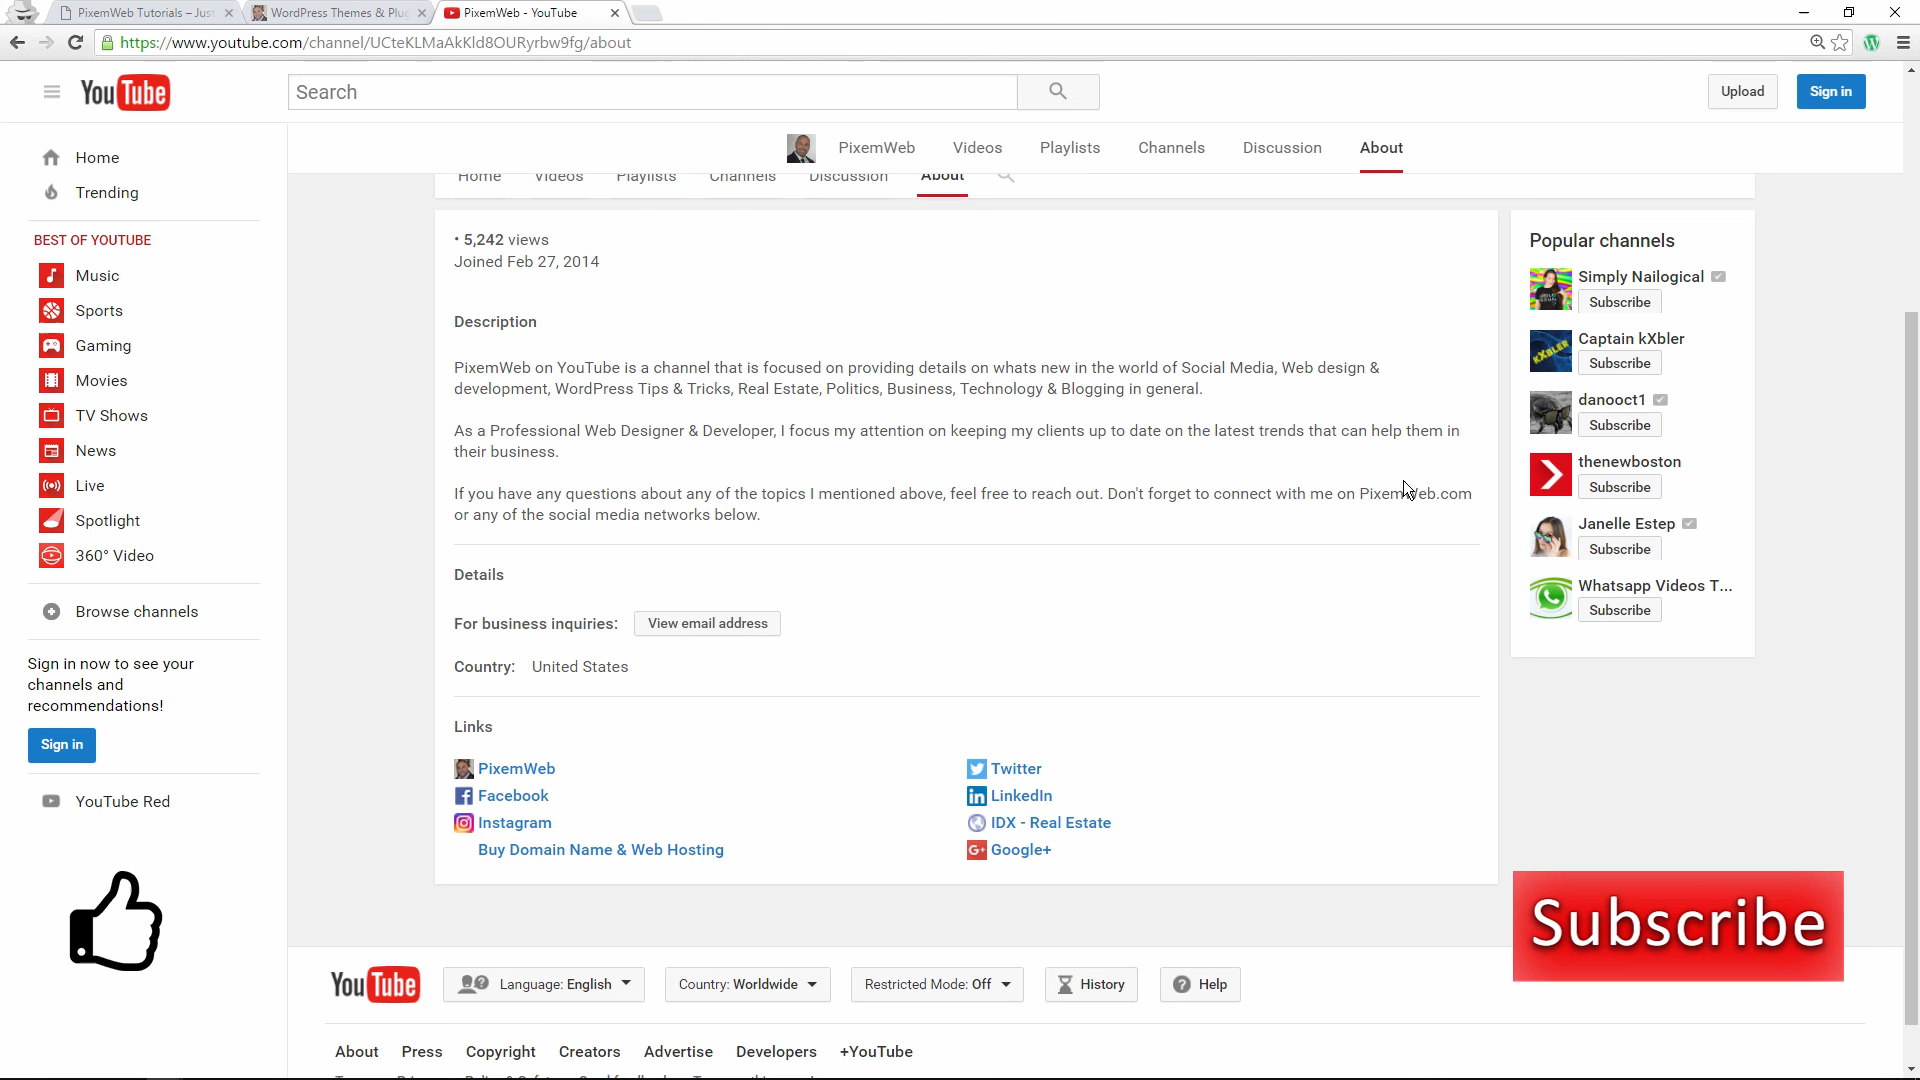 PixemWeb Tutorials – Just
WordPress Themes & Plug
PixemWeb - YouTube
https://www.youtube.com/channel/UCteKLMaAkKld8OURyrbw9fg/about
YouTube
Search
Upload
Sign in
PixemWeb
Videos
Playlists
Channels
Discussion
About
Home
Videos
Playlists
Channels
Discussion
About
Home
Trending
BEST OF YOUTUBE
Music
Sports
Gaming
Movies
TV Shows
News
Live
Spotlight
360° Video
Browse channels
Sign in now to see your
channels and
recommendations!
Sign in
YouTube Red
• 5,242 views
Joined Feb 27, 2014
Description
PixemWeb on YouTube is a channel that is focused on providing details on whats new in the world of Social Media, Web design &
development, WordPress Tips & Tricks, Real Estate, Politics, Business, Technology & Blogging in general.
As a Professional Web Designer & Developer, I focus my attention on keeping my clients up to date on the latest trends that can help them in
their business.
If you have any questions about any of the topics I mentioned above, feel free to reach out. Don't forget to connect with me on PixemWeb.com
or any of the social media networks below.
Details
For business inquiries: View email address
Country: United States
Links
PixemWeb
Twitter
Facebook
LinkedIn
Instagram
IDX - Real Estate
Buy Domain Name & Web Hosting
Google+
Popular channels
Simply Nailogical
Subscribe
Captain kXbler
Subscribe
danooct1
Subscribe
thenewboston
Subscribe
Janelle Estep
Subscribe
Whatsapp Videos T...
Subscribe
Subscribe
YouTube
Language: English
Country: Worldwide
Restricted Mode: Off
History
Help
About
Press
Copyright
Creators
Advertise
Developers
+YouTube